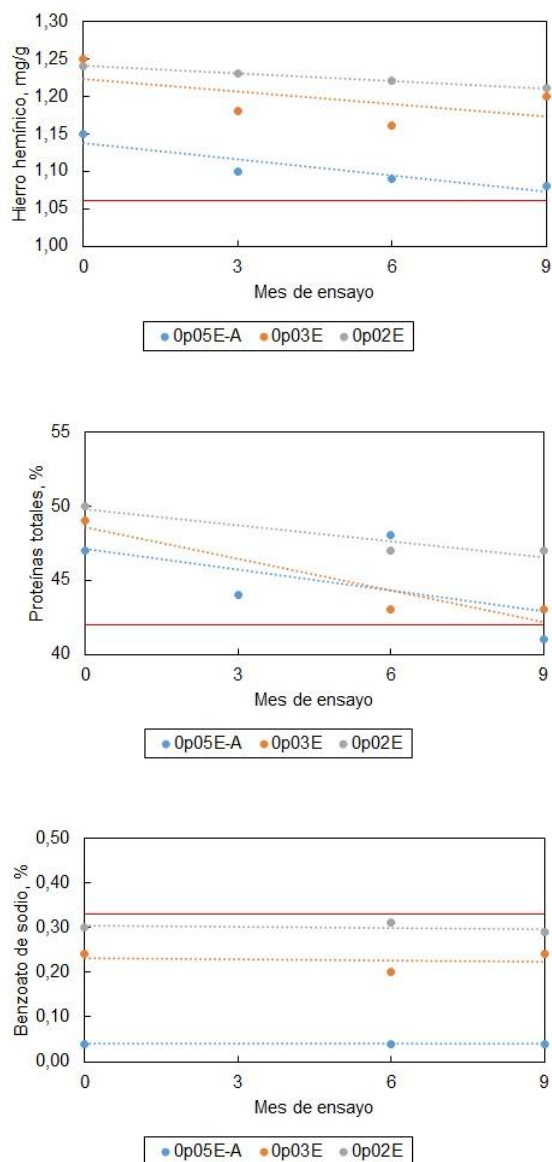 1,30
1,25
1,20
1,15
1,10
1,05
1,00
Hierro hemínico, mg/g
0 3 6 9
Mes de ensayo
0p05E-A 0p03E 0p02E
55
50
45
40
Proteínas totales, %
0 3 6 9
Mes de ensayo
0p05E-A 0p03E 0p02E
0,50
0,40
0,30
0,20
0,10
0,00
Benzoato de sodio, %
0 3 6 9
Mes de ensayo
0p05E-A 0p03E 0p02E